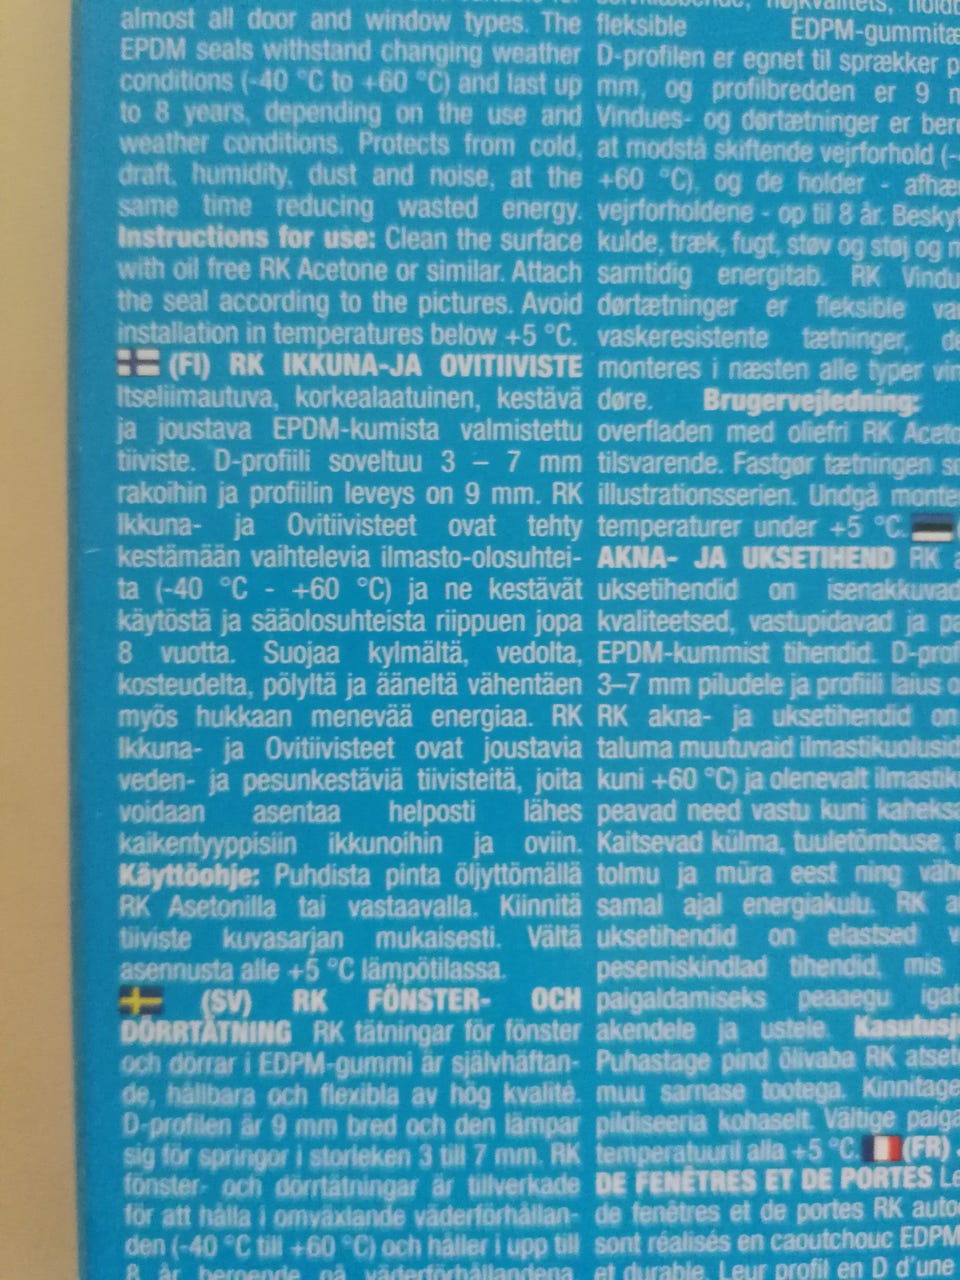 almost all door and window types. The
EPDM seals withstand changing weather
conditions (-40 °C to +60 °C) and last up
to 8 years, depending on the use and
weather conditions. Protects from cold,
draft, humidity, dust and noise, at the
same time reducing wasted energy.
Instructions for use: Clean the surface
with oil free RK Acetone or similar. Attach
the seal according to the pictures. Avoid
installation in temperatures below +5 °C.
(FI) RK IKKUNA-JA OVITIIVISTE
Itseliimautuva, korkealaatuinen, kestävä
ja joustava EPDM-kumista valmistettu
tiiviste. D-profiili soveltuu 3 – 7 mm
rakoihin ja profiilin leveys on 9 mm. RK
Ikkuna- ja Ovitiivisteet ovat tehty
kestämään vaihtelevia ilmasto-olosuhtei-
ta (-40 °C - +60 °C) ja ne kestävät
käytöstä ja sääolosuhteista riippuen jopa
8 vuotta. Suojaa kylmältä, vedolta,
kosteudelta, pölyltä ja ääneltä vähentäen
myös hukkaan menevää energiaa. RK
Ikkuna- ja Ovitiivisteet ovat joustavia
veden- ja pesunkestäviä tiivisteitä, joita
voidaan asentaa helposti lähes
kaikentyyppisiin ikkunoihin ja oviin.
Käyttöohje: Puhdista pinta öljyttömällä
RK Asetonilla tai vastaavalla. Kiinnitä
tiiviste kuvasarjan mukaisesti. Vältä
asennusta alle +5 °C lämpötilassa.
(SV) RK FÖNSTER- OCH
DÖRRTÄTNING RK tätningar för fönster
och dörrar i EDPM-gummi är självhäftan-
de, hållbara och flexibla av hög kvalité.
D-profilen är 9 mm bred och den lämpar
sig för springor i storleken 3 till 7 mm. RK
fönster- och dörrtätningar är tillverkade
för att hålla i omväxlande väderförhållan-
den (-40 °C till +60 °C) och håller i upp till
8 år beroende på väderförhållandena
fleksible EDPM-gummitæ
D-profilen er egnet til sprækker p
mm, og profilbredden er 9 m
Vindues- og dørtætninger er bere
at modstå skiftende vejrforhold (-
+60 °C), og de holder - afhæ
vejrforholdene - op til 8 år. Besky
kulde, træk, fugt, støv og støj og m
samtidig energitab. RK Vindu
dørtætninger er fleksible va
vaskeresistente tætninger, de
monteres i næsten alle typer vin
døre. Brugervejledning:
overfladen med oliefri RK Aceto
tilsvarende. Fastgør tætningen se
illustrationsserien. Undgå monte
temperaturer under +5 °C.
AKNA- JA UKSETIHEND RK a
uksetihendid on isenakkuvad
kvaliteetsed, vastupidavad ja pa
EPDM-kummist tihendid. D-prof
3–7 mm piludele ja profiili laius o
RK akna- ja uksetihendid on
taluma muutuvaid ilmastikuolusid
kuni +60 °C) ja olenevalt ilmastiku
peavad need vastu kuni kaheksa
Kaitsevad külma, tuuletõmbuse,
tolmu ja müra eest ning vähe
samal ajal energiakulu. RK a
uksetihendid on elastsed v
pesemiskindlad tihendid, mis
paigaldamiseks peaaegu igat
akendele ja ustele. Kasutusj
Puhastage pind õlivaba RK atset
muu sarnase tootega. Kinnitage
pildiseeria kohaselt. Vältige paiga
temperatuuril alla +5 °C. (FR)
DE FENÊTRES ET DE PORTES Le
de fenêtres et de portes RK auto
sont réalisés en caoutchouc EDPM
et durable. Leur profil en D d'une